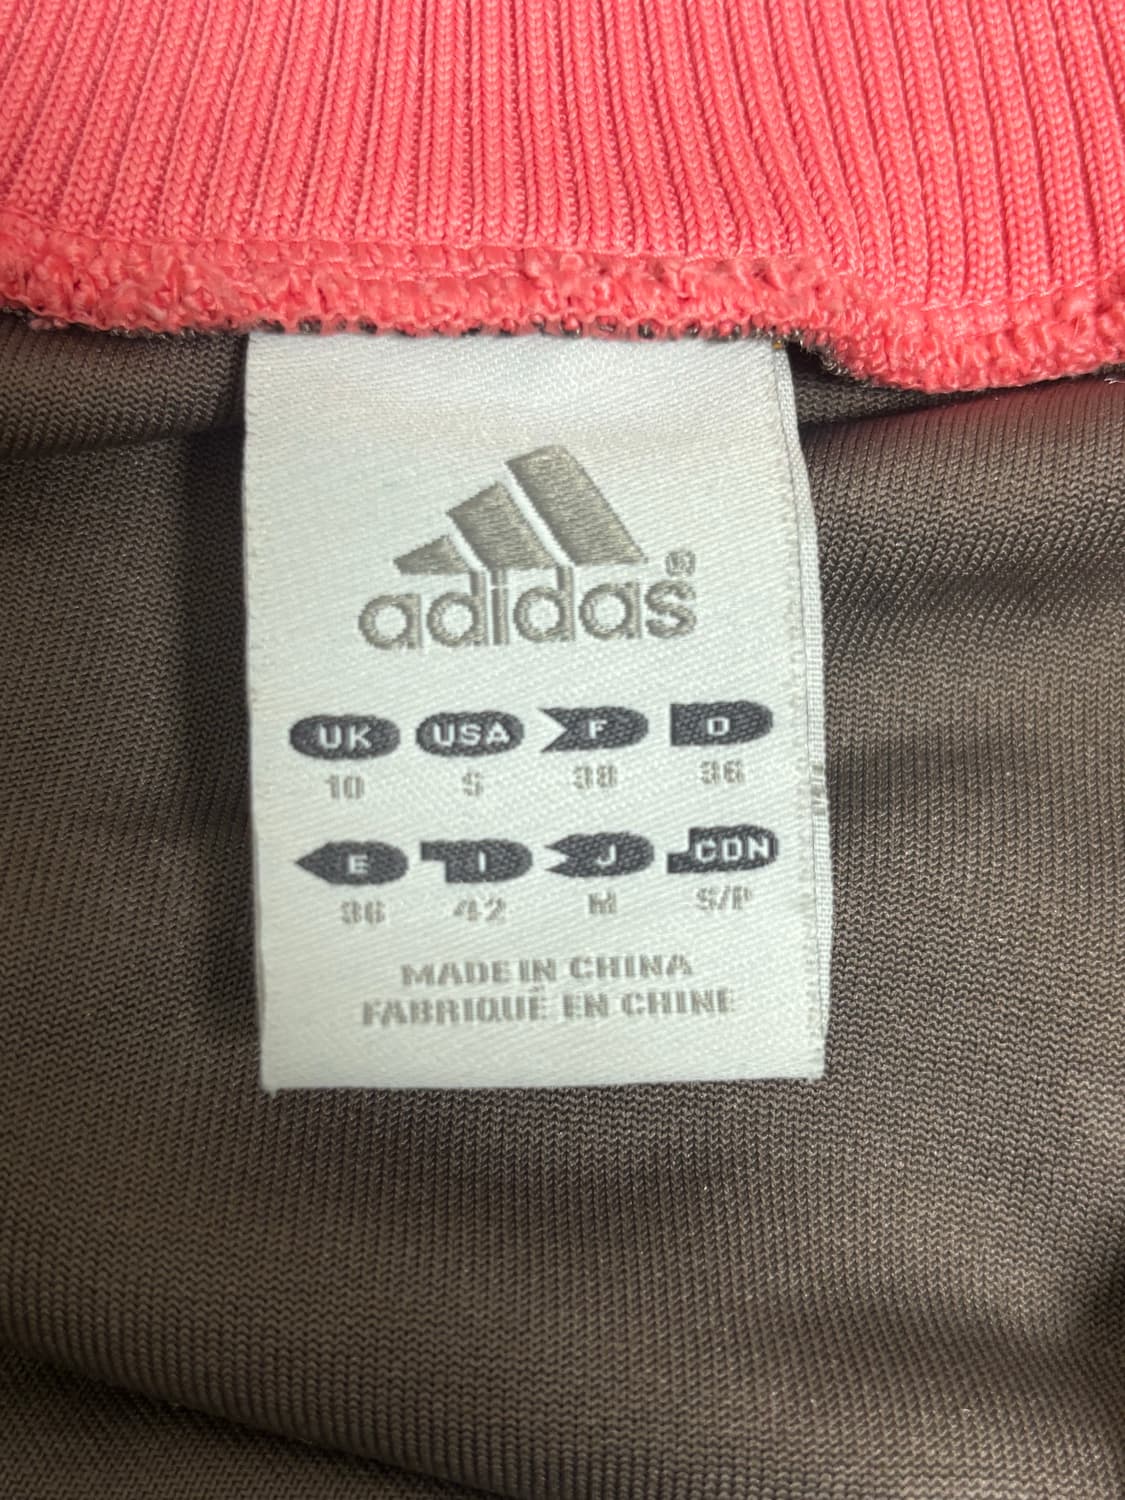 adidas®
UK USA F D
10 S 38 36
E I J CDN
36 42 M S/P
MADE IN CHINA
FABRIQUÉ EN CHINE